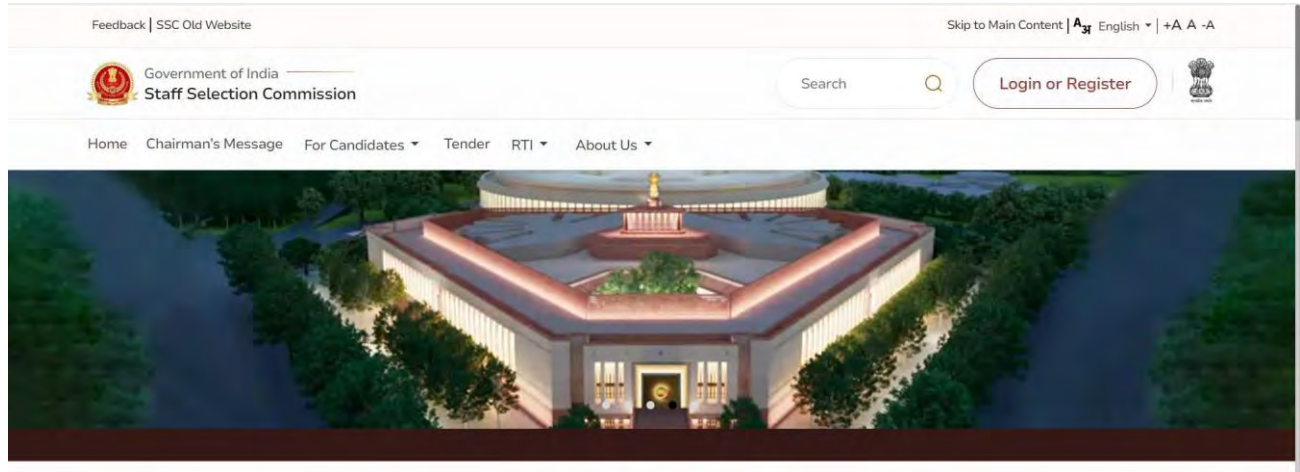 Feedback | SSC Old Website
Skip to Main Content | Aअ English | +A A -A
Government of India
Staff Selection Commission
Search
Login or Register
Home Chairman's Message For Candidates Tender RTI About Us